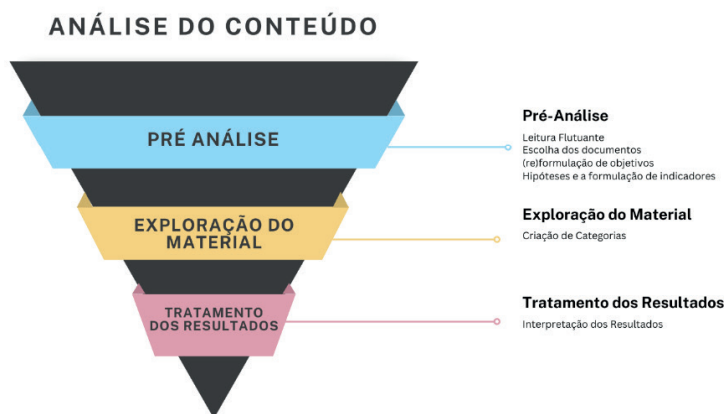 ANÁLISE DO CONTEÚDO
PRÉ ANÁLISE
Pré-Análise
Leitura Flutuante
Escolha dos documentos
(re)formulação de objetivos
Hipóteses e a formulação de indicadores
EXPLORAÇÃO DO
MATERIAL
Exploração do Material
Criação de Categorias
TRATAMENTO
DOS RESULTADOS
Tratamento dos Resultados
Interpretação dos Resultados